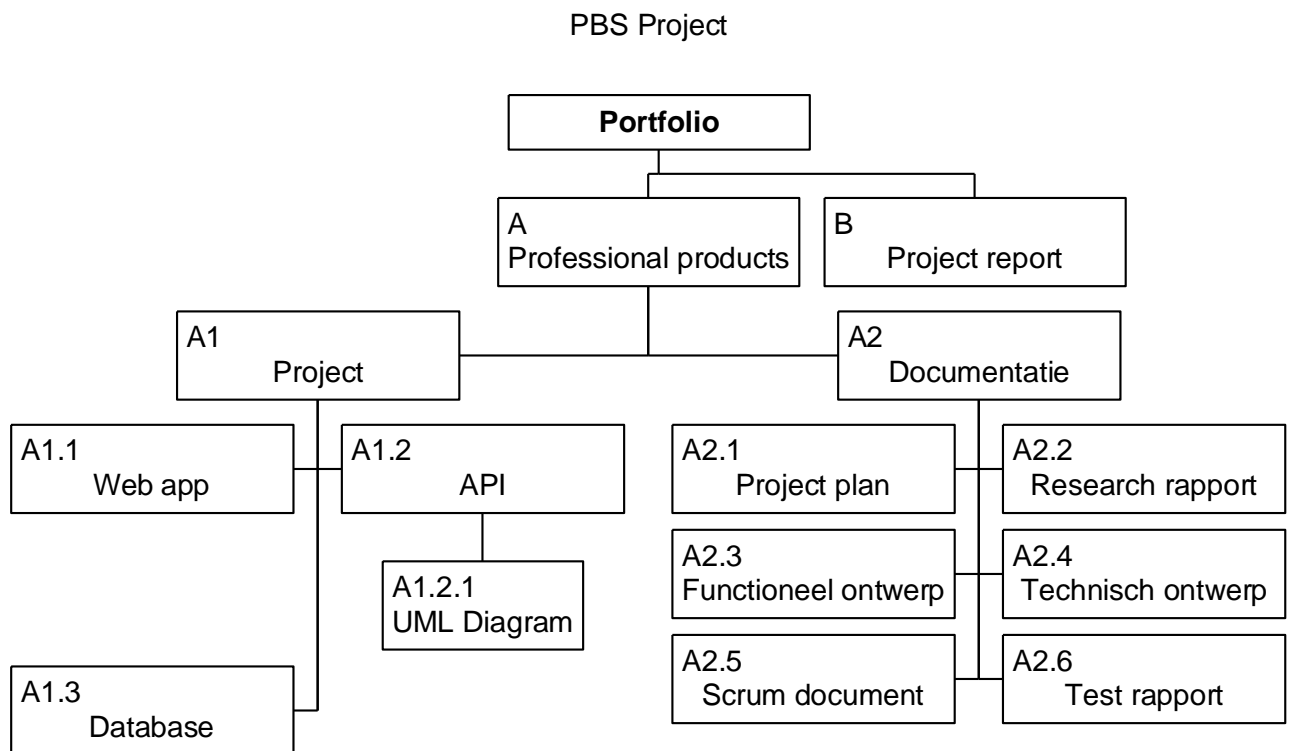 PBS Project
Portfolio
A
Professional products
B
Project report
A1
Project
A2
Documentatie
A1.1
Web app
A1.2
API
A2.1
Project plan
A2.2
Research rapport
A1.2.1
UML Diagram
A2.3
Functioneel ontwerp
A2.4
Technisch ontwerp
A1.3
Database
A2.5
Scrum document
A2.6
Test rapport